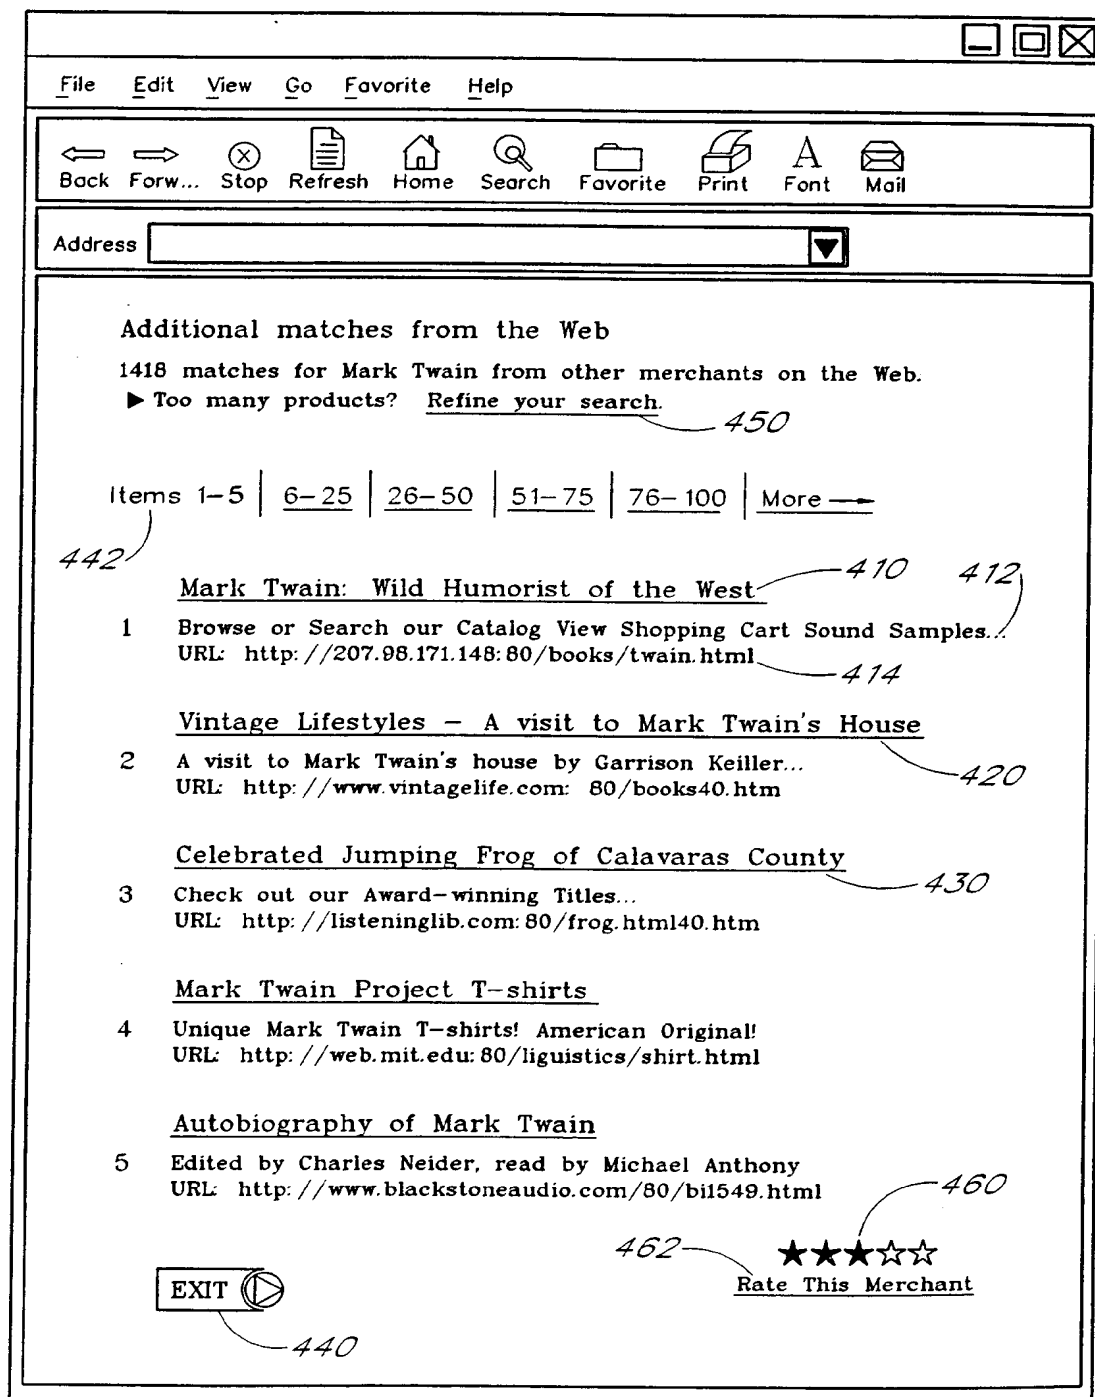 File Edit View Go Favorite Help
Back Forw... Stop Refresh Home Search Favorite Print Font Mail
Address
Additional matches from the Web
1418 matches for Mark Twain from other merchants on the Web.
▶ Too many products? Refine your search.
450
Items 1-5 | 6-25 | 26-50 | 51-75 | 76-100 | More →
442
410
412
Mark Twain: Wild Humorist of the West
1 Browse or Search our Catalog View Shopping Cart Sound Samples...
URL: http://207.98.171.148:80/books/twain.html
414
Vintage Lifestyles – A visit to Mark Twain's House
2 A visit to Mark Twain's house by Garrison Keiller...
420
URL: http://www.vintagelife.com: 80/books40.htm
Celebrated Jumping Frog of Calavaras County
430
3 Check out our Award-winning Titles...
URL: http://listeninglib.com:80/frog.html40.htm
Mark Twain Project T-shirts
4 Unique Mark Twain T-shirts! American Original!
URL: http://web.mit.edu:80/liguistics/shirt.html
Autobiography of Mark Twain
5 Edited by Charles Neider, read by Michael Anthony
URL: http://www.blackstoneaudio.com/80/bi1549.html
460
462
Rate This Merchant
EXIT
440